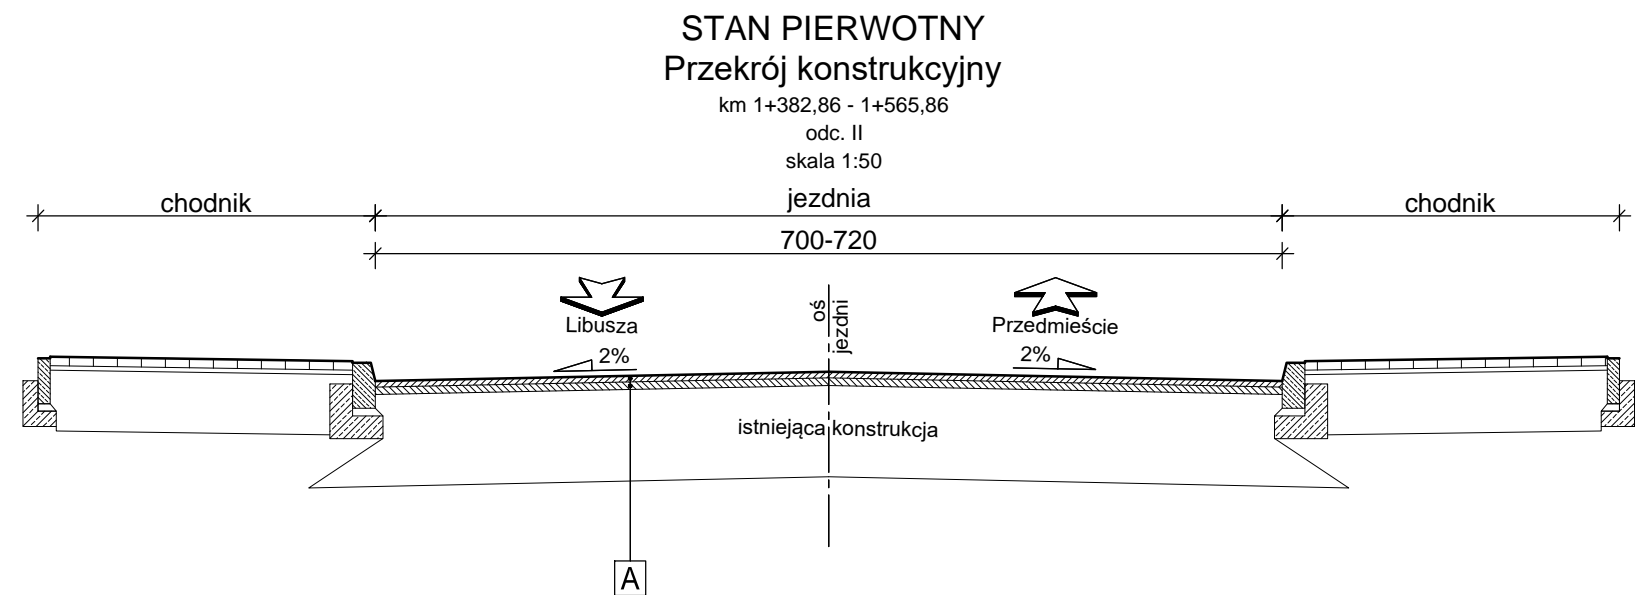 STAN PIERWOTNY
Przekrój konstrukcyjny
km 1+382,86 - 1+565,86
odc. II
skala 1:50
chodnik
jezdnia
chodnik
700-720
Libusza
oś
jezdni
Przedmieście
2%
2%
istniejąca konstrukcja
A